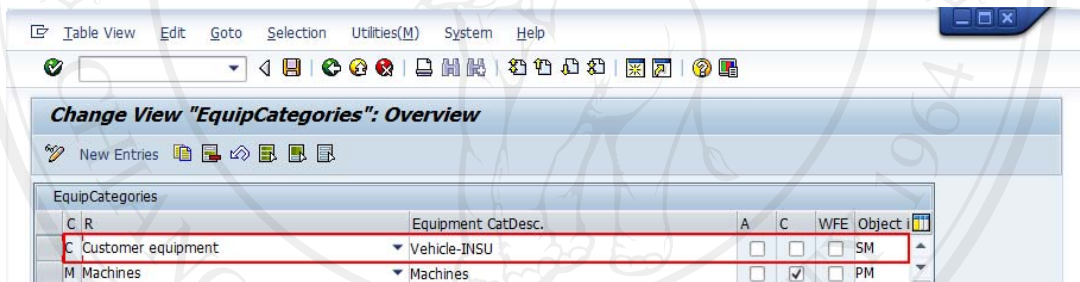 Table View Edit Goto Selection Utilities(M) System Help
Change View "EquipCategories": Overview
New Entries
EquipCategories
C R Equipment CatDesc. A C WFE Object i
C Customer equipment Vehicle-INSU SM
M Machines Machines PM
1964